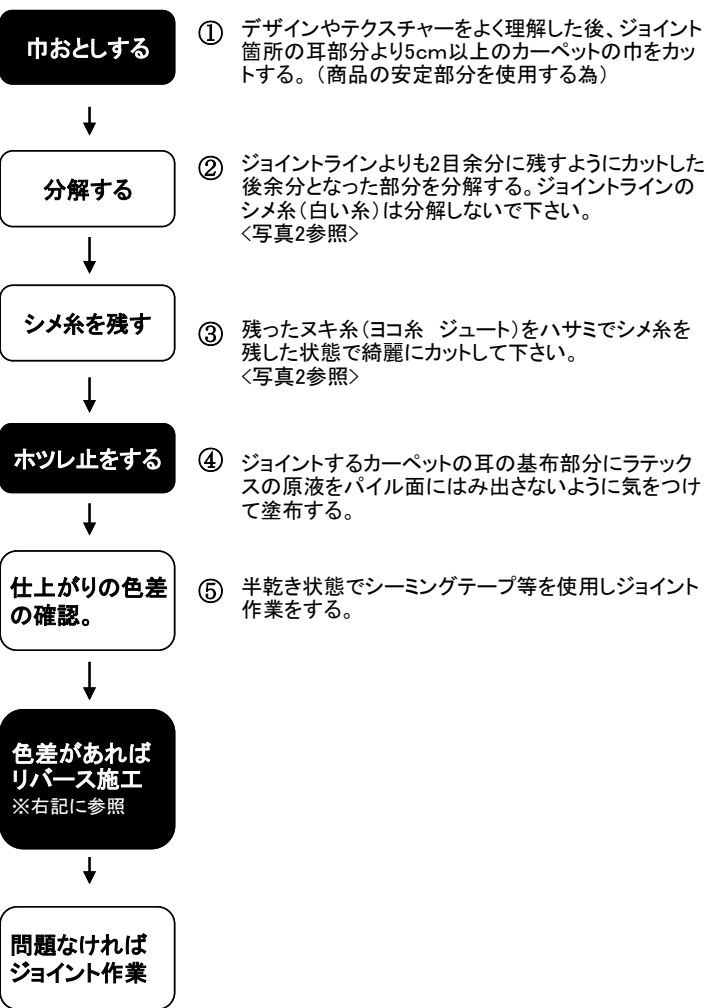 巾おとしする
① デザインやテクスチャーをよく理解した後、ジョイント
箇所の耳部分より5cm以上のカーペットの巾をカッ
トする。（商品の安定部分を使用する為）
分解する
② ジョイントラインよりも2目余分に残すようにカットした
後余分となった部分を分解する。ジョイントラインの
シメ糸（白い糸）は分解しないで下さい。
<写真2参照>
シメ糸を残す
③ 残ったヌキ糸（ヨコ糸　ジュート）をハサミでシメ糸を
残した状態で綺麗にカットして下さい。
<写真2参照>
ホツレ止をする
④ ジョイントするカーペットの耳の基布部分にラテック
スの原液をパイル面にはみ出さないように気をつけ
て塗布する。
仕上がりの色差
の確認。
⑤ 半乾き状態でシーミングテープ等を使用しジョイント
作業をする。
色差があれば
リバース施工
※右記に参照
問題なければ
ジョイント作業